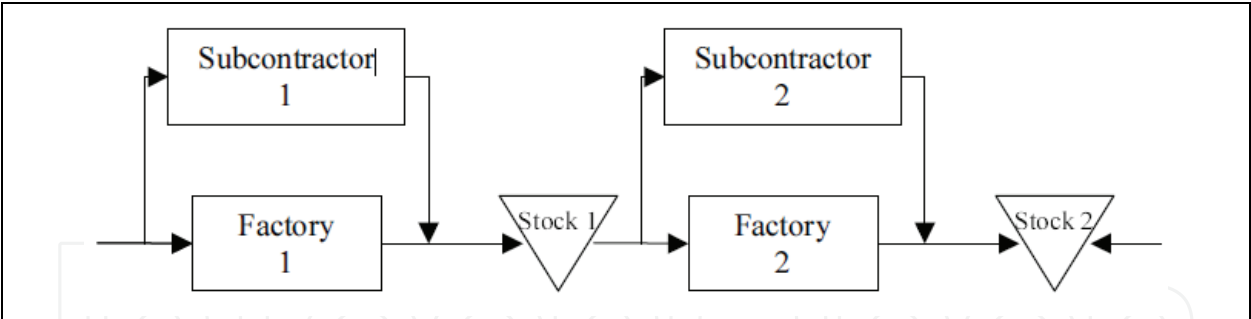 Subcontractor
1
Subcontractor
2
Factory
1
Stock 1
Factory
2
Stock 2